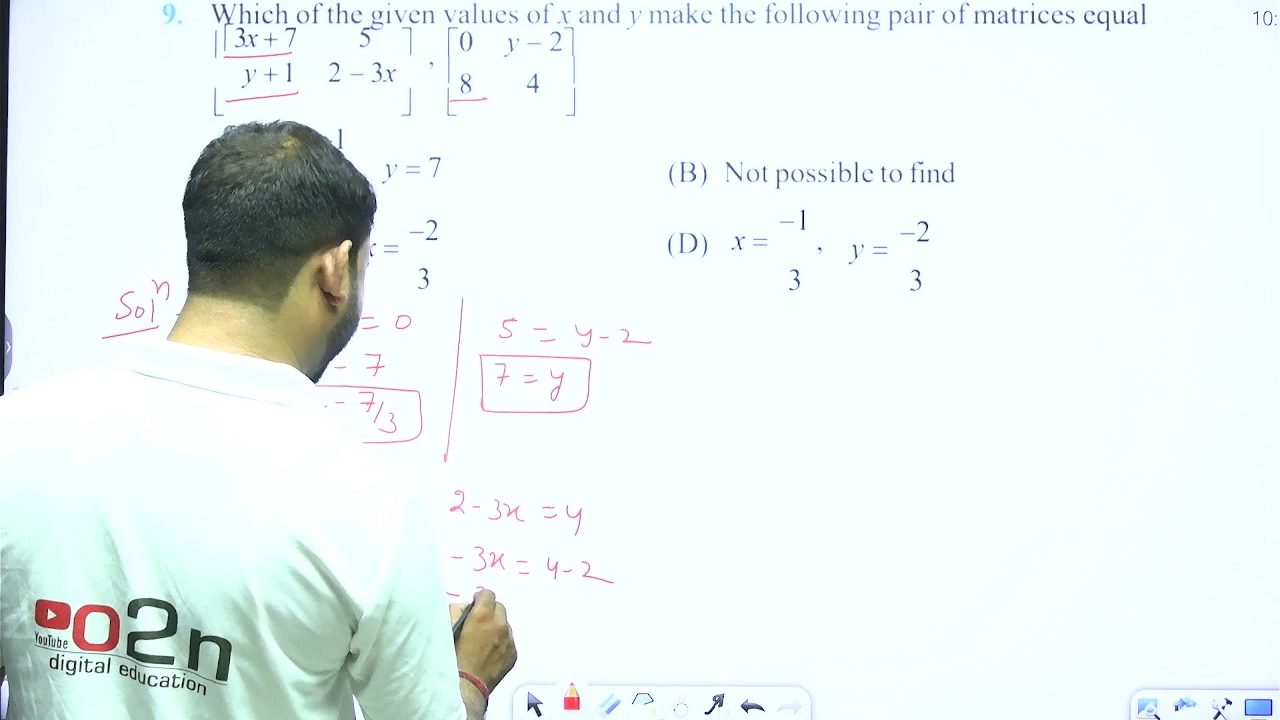 9. Which of the given values of x and y make the following pair of matrices equal
10:
[3x + 7 5] [0 y – 2]
[y + 1 2 – 3x] , [8 4]
y = 7
(B) Not possible to find
= –2/3
(D) x = –1/3 , y = –2/3
Solⁿ
= 0
5 = y - 2
- 7
7 = y
- 7/3
2 - 3x = 4
- 3x = 4 - 2
YouTube o2n
digital education